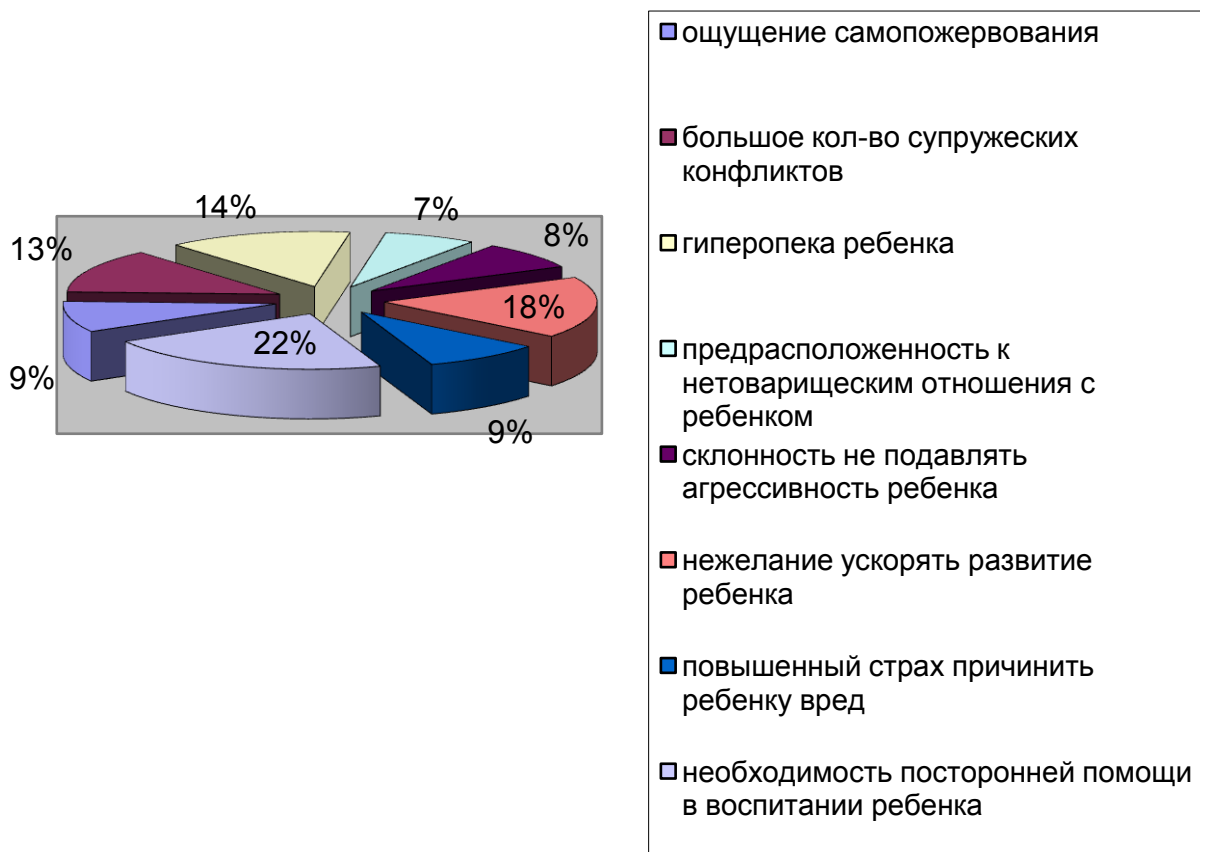 ощущение самопожервования
большое кол-во супружеских
конфликтов
гиперопека ребенка
предрасположенность к
нетоварищеским отношения с
ребенком
склонность не подавлять
агрессивность ребенка
нежелание ускорять развитие
ребенка
повышенный страх причинить
ребенку вред
необходимость посторонней помощи
в воспитании ребенка
14%
7%
8%
13%
18%
22%
9%
9%